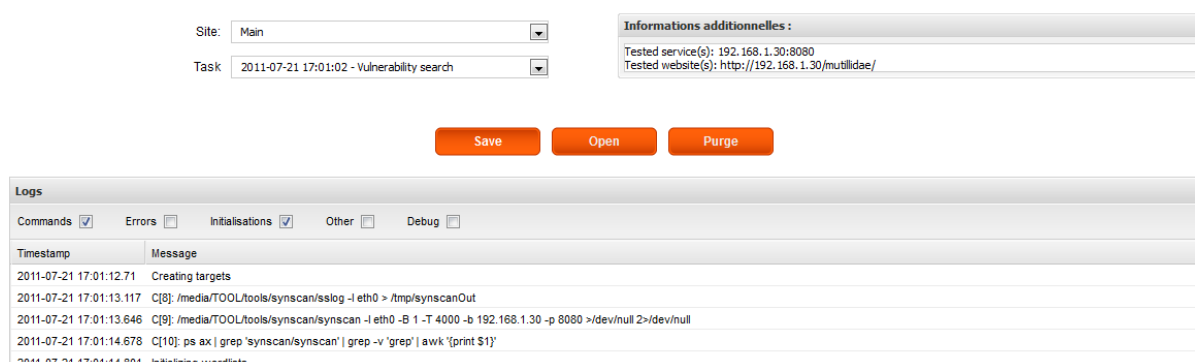 Site: Main
Task 2011-07-21 17:01:02 - Vulnerability search
Informations additionnelles :
Tested service(s): 192.168.1.30:8080
Tested website(s): http://192.168.1.30/mutillidae/
Save Open Purge
Logs
Commands Errors Initialisations Other Debug
Timestamp Message
2011-07-21 17:01:12.71 Creating targets
2011-07-21 17:01:13.117 C[8]: /media/TOOL/tools/synscan/sslog -I eth0 > /tmp/synscanOut
2011-07-21 17:01:13.646 C[9]: /media/TOOL/tools/synscan/synscan -I eth0 -B 1 -T 4000 -b 192.168.1.30 -p 8080 >/dev/null 2>/dev/null
2011-07-21 17:01:14.678 C[10]: ps ax | grep 'synscan/synscan' | grep -v 'grep' | awk '{print $1}'